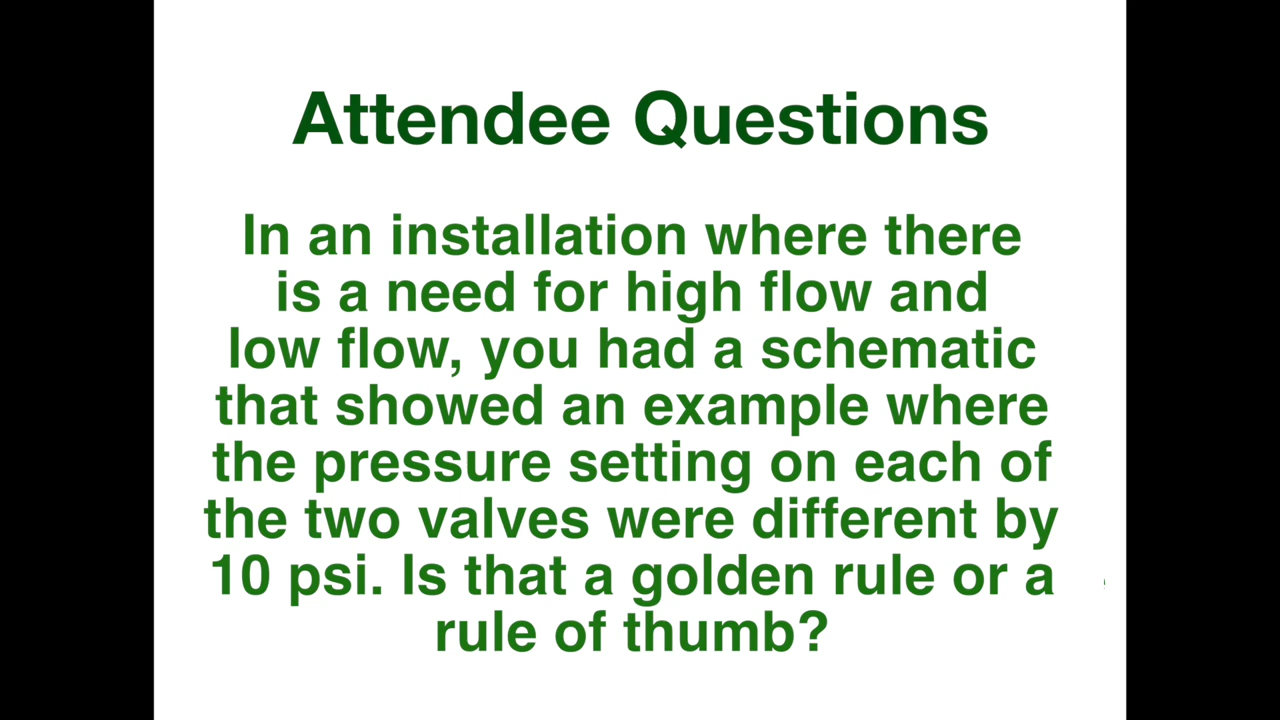 Attendee Questions
In an installation where there
is a need for high flow and
low flow, you had a schematic
that showed an example where
the pressure setting on each of
the two valves were different by
10 psi. Is that a golden rule or a
rule of thumb?